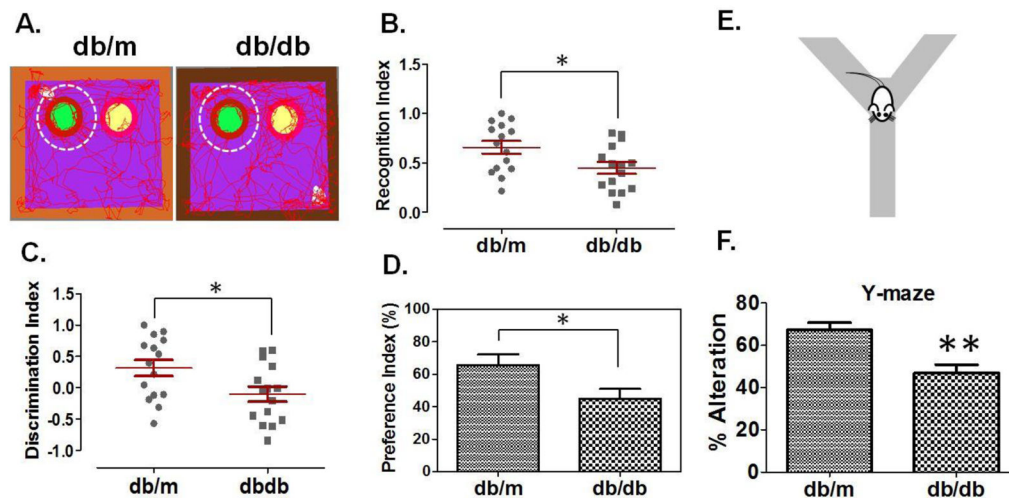 A.
db/m
db/db
B.
Recognition Index
1.5
1.0
0.5
0.0
*
db/m
db/db
C.
Discrimination Index
1.5
1.0
0.5
0.0
-0.5
-1.0
*
db/m
dbdb
D.
Preference Index (%)
100
80
60
40
20
0
*
db/m
db/db
E.
F.
Y-maze
% Alteration
80
60
40
20
0
**
db/m
db/db